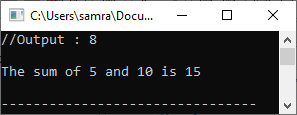 C:\Users\samra\Docu...
//Output : 8
The sum of 5 and 10 is 15
--------------------------------